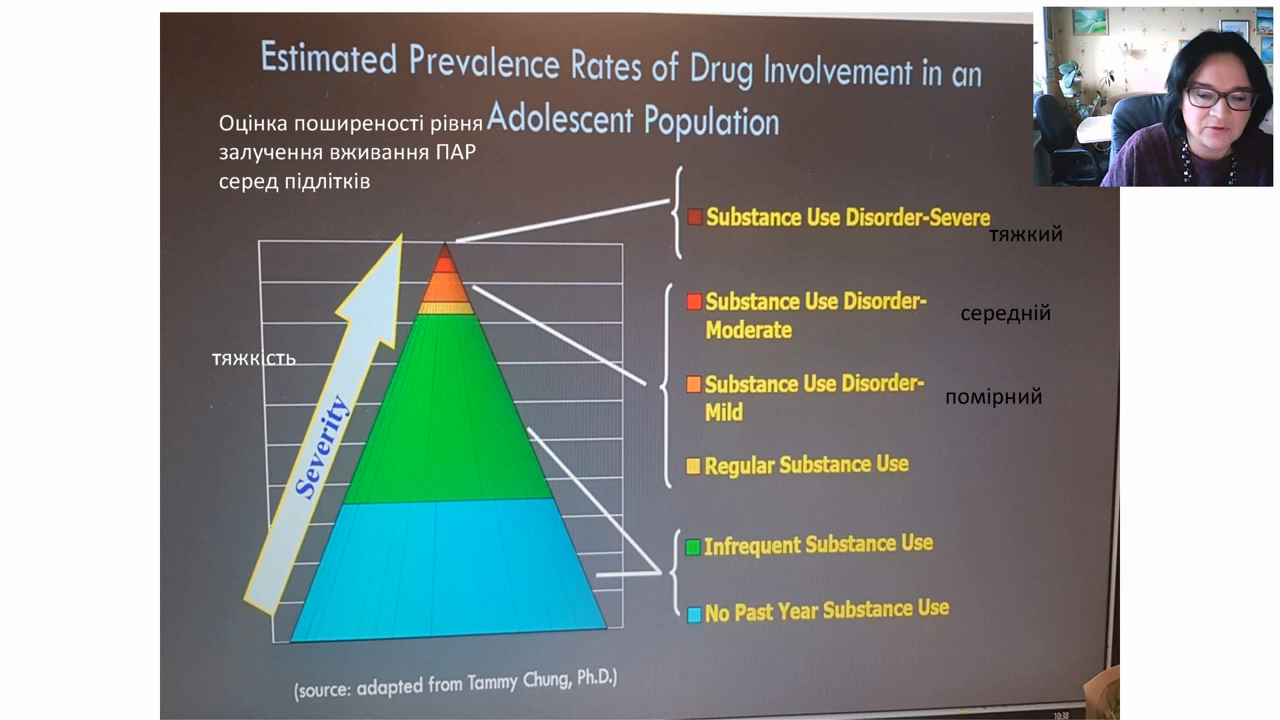 Estimated Prevalence Rates of Drug Involvement in an
Adolescent Population
Оцінка поширеності рівня
залучення вживання ПАР
серед підлітків
Substance Use Disorder-Severe
тяжкий
Substance Use Disorder-
Moderate
середній
тяжкість
Substance Use Disorder-
Mild
помірний
Severity
Regular Substance Use
Infrequent Substance Use
No Past Year Substance Use
(source: adapted from Tammy Chung, Ph.D.)
10:38